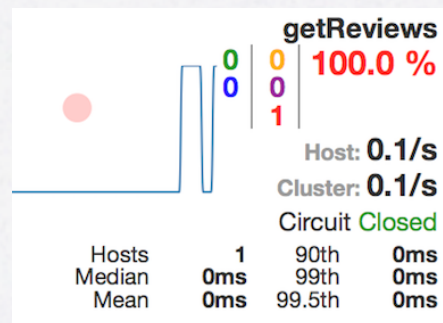 getReviews
0 0 100.0 %
0 0
1
Host: 0.1/s
Cluster: 0.1/s
Circuit Closed
Hosts 1 90th 0ms
Median 0ms 99th 0ms
Mean 0ms 99.5th 0ms